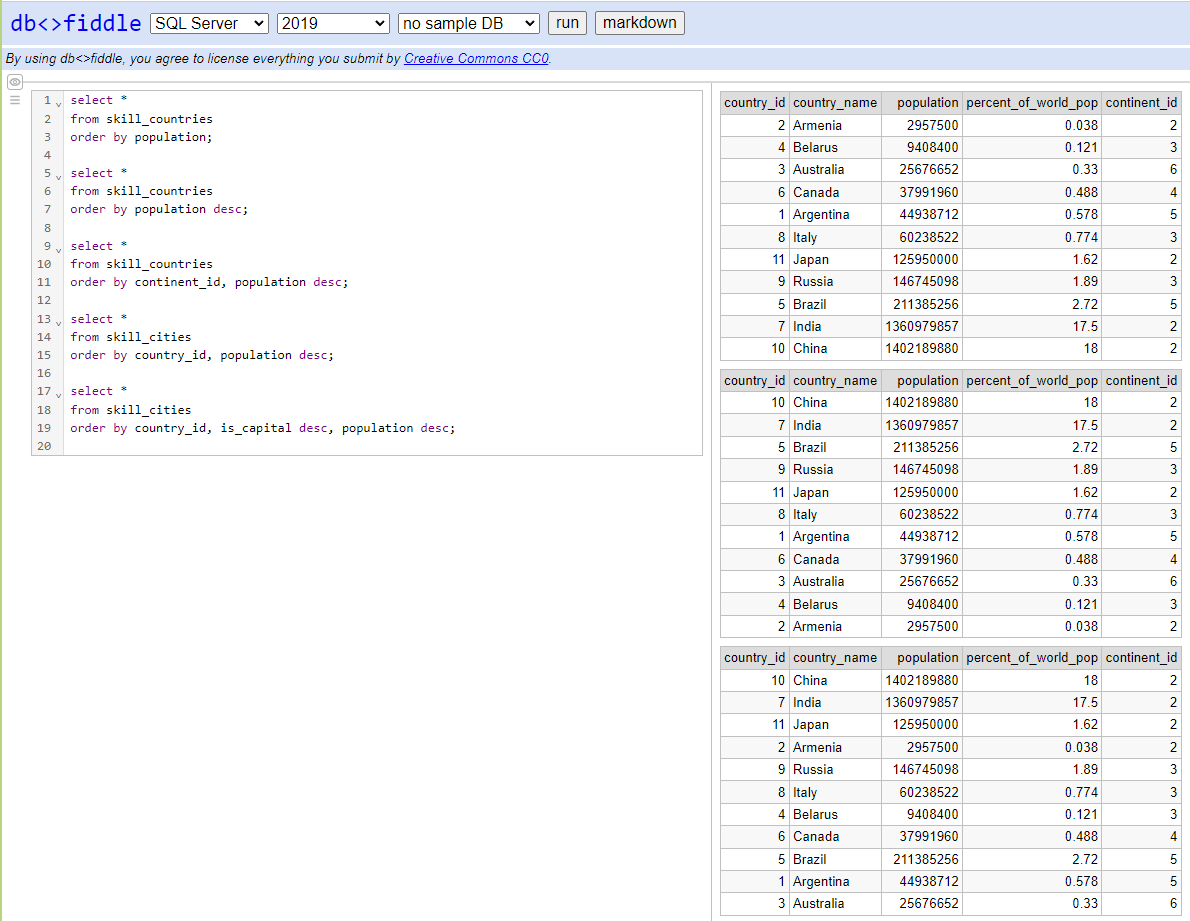 db<>fiddle SQL Server 2019 no sample DB run markdown
By using db<>fiddle, you agree to license everything you submit by Creative Commons CC0.
1 select *
2 from skill_countries
3 order by population;
4
5 select *
6 from skill_countries
7 order by population desc;
8
9 select *
10 from skill_countries
11 order by continent_id, population desc;
12
13 select *
14 from skill_cities
15 order by country_id, population desc;
16
17 select *
18 from skill_cities
19 order by country_id, is_capital desc, population desc;
20
country_id country_name population percent_of_world_pop continent_id
2 Armenia 2957500 0.038 2
4 Belarus 9408400 0.121 3
3 Australia 25676652 0.33 6
6 Canada 37991960 0.488 4
1 Argentina 44938712 0.578 5
8 Italy 60238522 0.774 3
11 Japan 125950000 1.62 2
9 Russia 146745098 1.89 3
5 Brazil 211385256 2.72 5
7 India 1360979857 17.5 2
10 China 1402189880 18 2
country_id country_name population percent_of_world_pop continent_id
10 China 1402189880 18 2
7 India 1360979857 17.5 2
5 Brazil 211385256 2.72 5
9 Russia 146745098 1.89 3
11 Japan 125950000 1.62 2
8 Italy 60238522 0.774 3
1 Argentina 44938712 0.578 5
6 Canada 37991960 0.488 4
3 Australia 25676652 0.33 6
4 Belarus 9408400 0.121 3
2 Armenia 2957500 0.038 2
country_id country_name population percent_of_world_pop continent_id
10 China 1402189880 18 2
7 India 1360979857 17.5 2
11 Japan 125950000 1.62 2
2 Armenia 2957500 0.038 2
9 Russia 146745098 1.89 3
8 Italy 60238522 0.774 3
4 Belarus 9408400 0.121 3
6 Canada 37991960 0.488 4
5 Brazil 211385256 2.72 5
1 Argentina 44938712 0.578 5
3 Australia 25676652 0.33 6